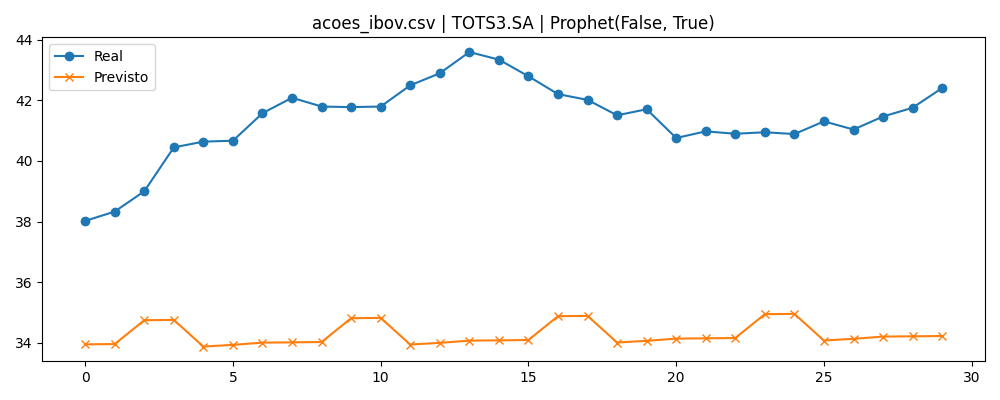 acoes_ibov.csv | TOTS3.SA | Prophet(False, True)
Real
Previsto
44
42
40
38
36
34
0 5 10 15 20 25 30